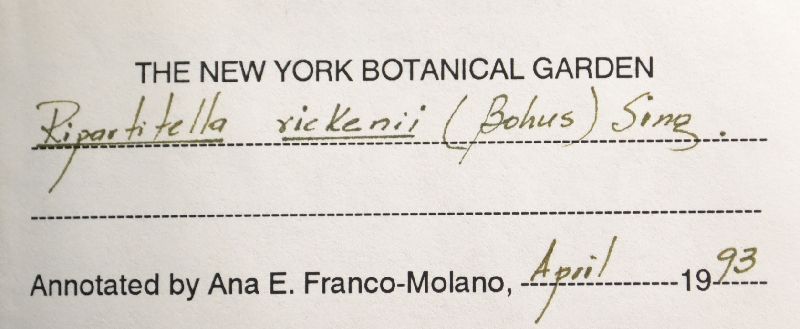 THE NEW YORK BOTANICAL GARDEN
Ripartitella rickenii (Bohus) Sing.
Annotated by Ana E. Franco-Molano, April 1993